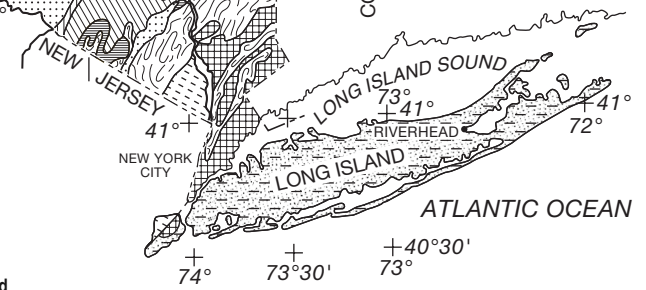 CO
NEW JERSEY
LONG ISLAND SOUND
73°
41°
41°
72°
41°
RIVERHEAD
NEW YORK
CITY
LONG ISLAND
ATLANTIC OCEAN
40°30'
74°
73°30'
73°
d